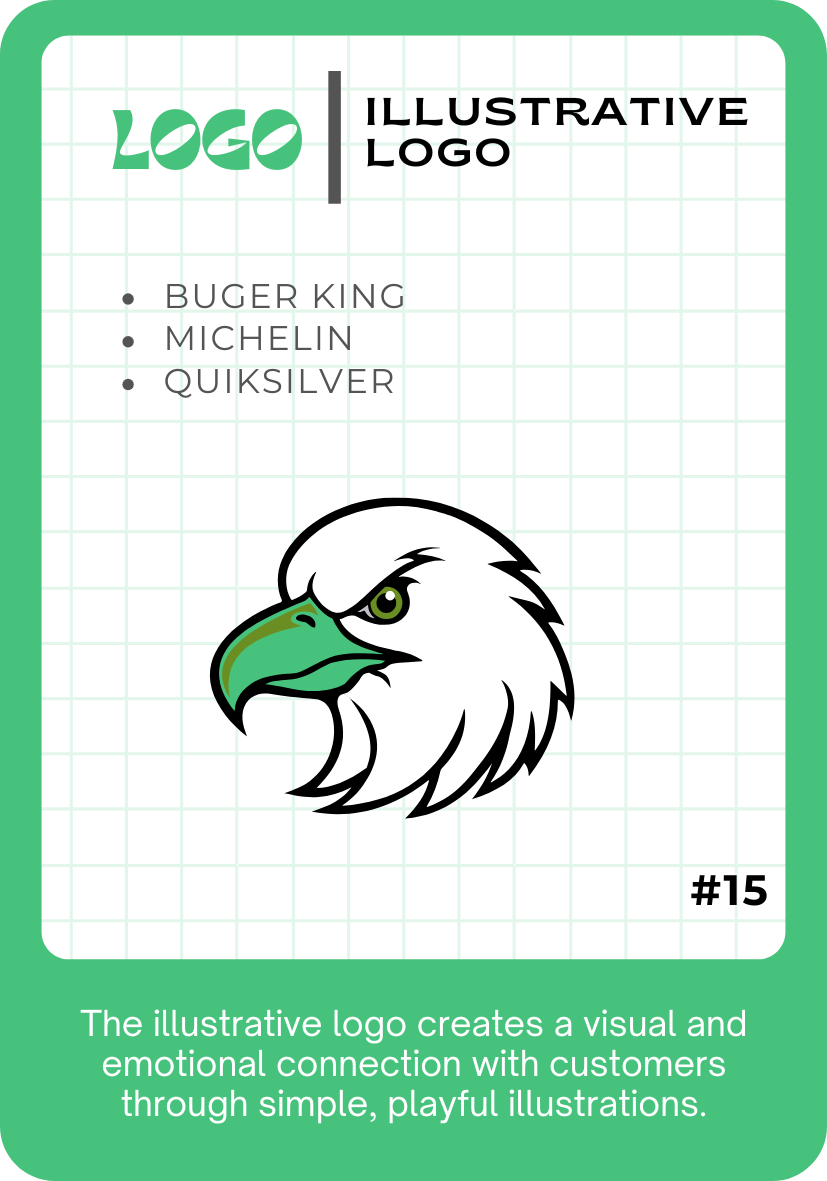 LOGO
ILLUSTRATIVE
LOGO
• BUGER KING
• MICHELIN
• QUIKSILVER
#15
The illustrative logo creates a visual and
emotional connection with customers
through simple, playful illustrations.